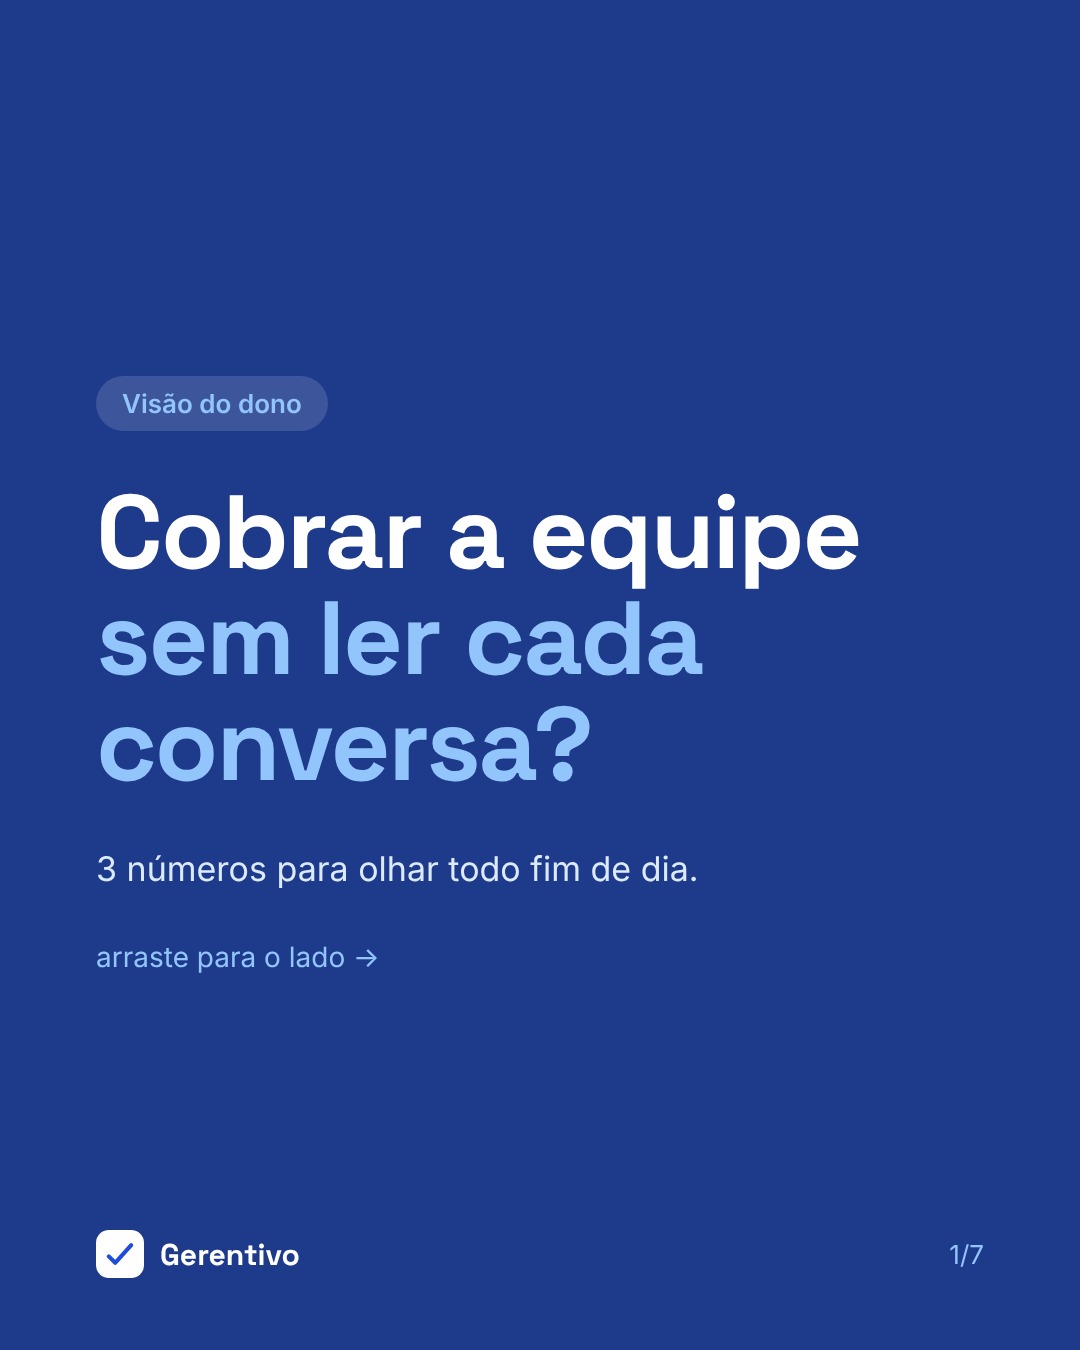 Visão do dono
Cobrar a equipe
sem ler cada
conversa?
3 números para olhar todo fim de dia.
arraste para o lado →
Gerentivo
1/7